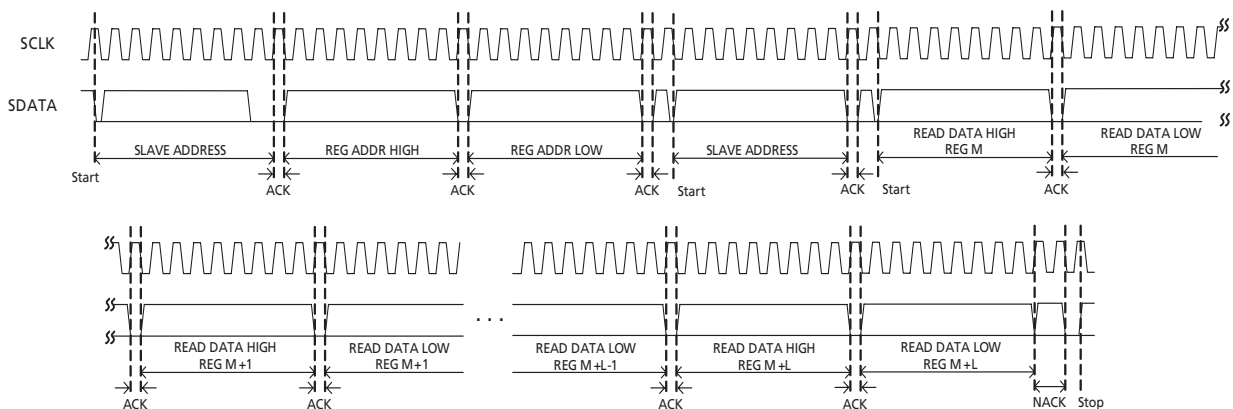 SCLK
SDATA
READ DATA HIGH READ DATA LOW
SLAVE ADDRESS REG ADDR HIGH REG ADDR LOW SLAVE ADDRESS REG M REG M
Start ACK ACK ACK Start ACK Start ACK
. . .
READ DATA HIGH READ DATA LOW READ DATA LOW READ DATA HIGH READ DATA LOW
REG M+1 REG M+1 REG M+L-1 REG M+L REG M+L
ACK ACK ACK ACK NACK Stop